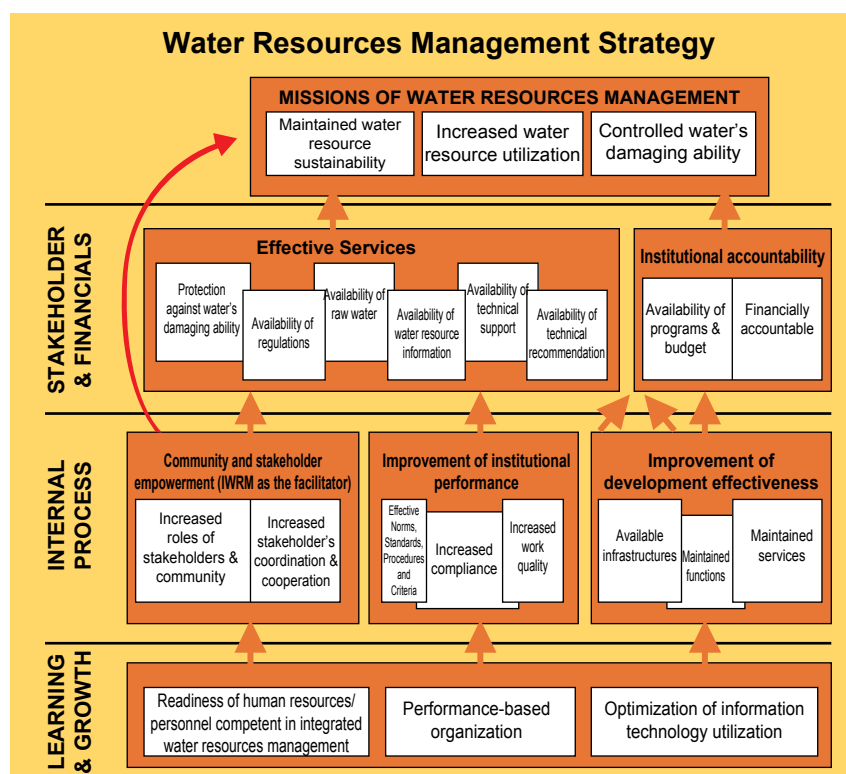 Water Resources Management Strategy
MISSIONS OF WATER RESOURCES MANAGEMENT
Maintained water
resource
sustainability
Increased water
resource utilization
Controlled water's
damaging ability
STAKEHOLDER
& FINANCIALS
Effective Services
Protection
against water's
damaging ability
Availability of
regulations
Availability of
raw water
Availability of
water resource
information
Availability of
technical
support
Availability of
technical
recommendation
Institutional accountability
Availability of
programs &
budget
Financially
accountable
INTERNAL
PROCESS
Community and stakeholder
empowerment (IWRM as the facilitator)
Increased
roles of
stakeholders &
community
Increased
stakeholder's
coordination &
cooperation
Improvement of institutional
performance
Effective
Norms,
Standards,
Procedures
and
Criteria
Increased
compliance
Increased
work
quality
Improvement of
development effectiveness
Available
infrastructures
Maintained
functions
Maintained
services
LEARNING
& GROWTH
Readiness of human resources/
personnel competent in integrated
water resources management
Performance-based
organization
Optimization of information
technology utilization